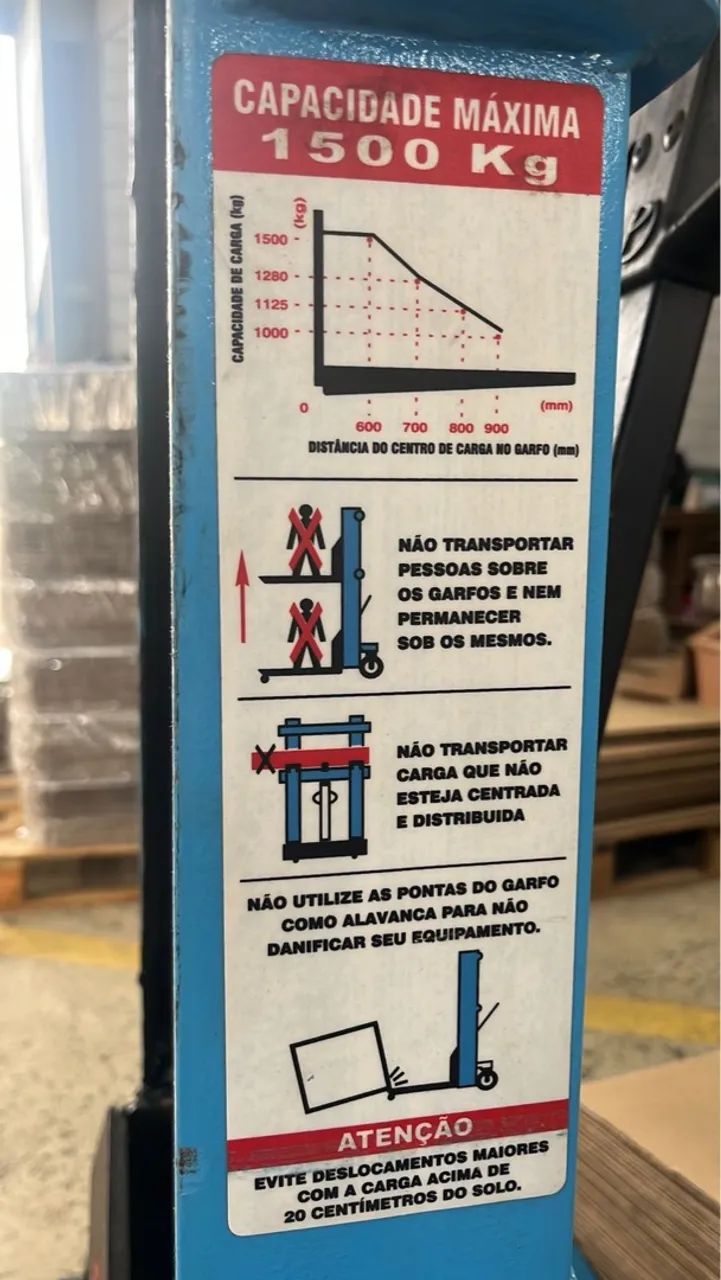 CAPACIDADE MÁXIMA
1500 Kg
CAPACIDADE DE CARGA (kg)
(kg)
1500
1280
1125
1000
0
600 700 800 900
(mm)
DISTÂNCIA DO CENTRO DE CARGA NO GARFO (mm)
NÃO TRANSPORTAR
PESSOAS SOBRE
OS GARFOS E NEM
PERMANECER
SOB OS MESMOS.
NÃO TRANSPORTAR
CARGA QUE NÃO
ESTEJA CENTRADA
E DISTRIBUIDA
NÃO UTILIZE AS PONTAS DO GARFO
COMO ALAVANCA PARA NÃO
DANIFICAR SEU EQUIPAMENTO.
ATENÇÃO
EVITE DESLOCAMENTOS MAIORES
COM A CARGA ACIMA DE
20 CENTÍMETROS DO SOLO.